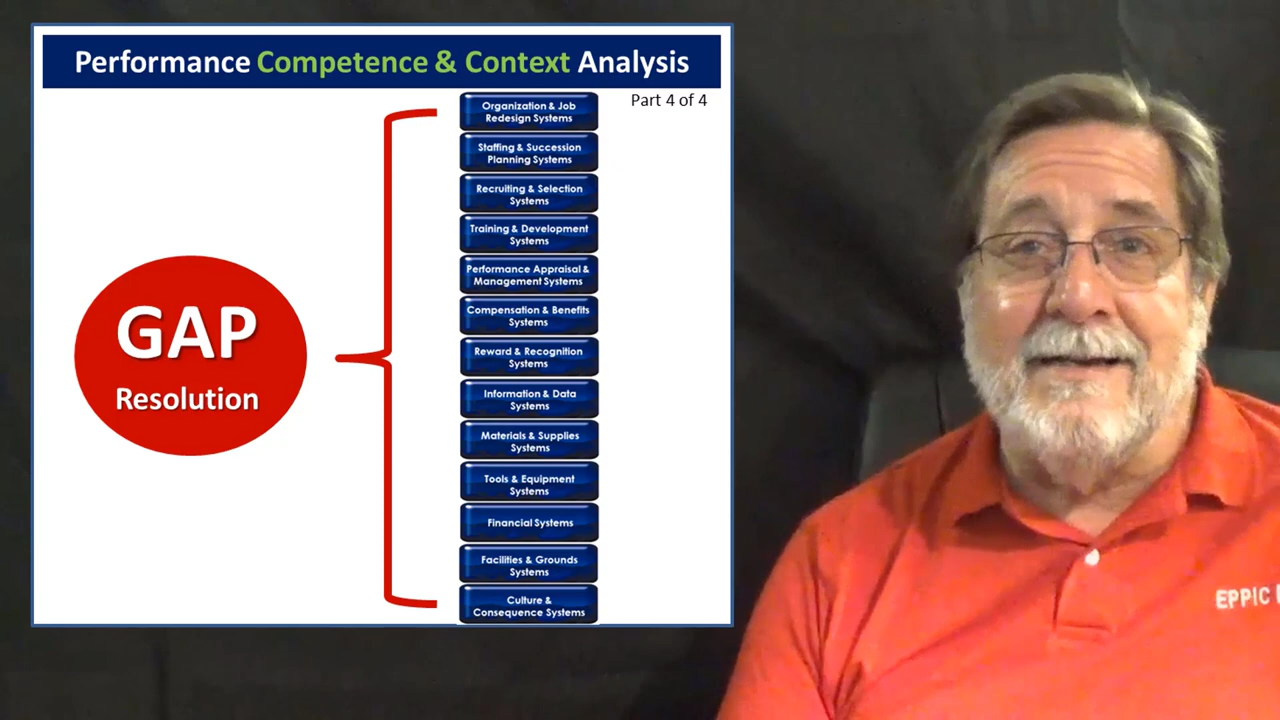 Performance Competence & Context Analysis
Part 4 of 4
GAP
Resolution
Organization & Job
Redesign Systems
Staffing & Succession
Planning Systems
Recruiting & Selection
Systems
Training & Development
Systems
Performance Appraisal &
Management Systems
Compensation & Benefits
Systems
Reward & Recognition
Systems
Information & Data
Systems
Materials & Supplies
Systems
Tools & Equipment
Systems
Financial Systems
Facilities & Grounds
Systems
Culture &
Consequence Systems
EPPIC